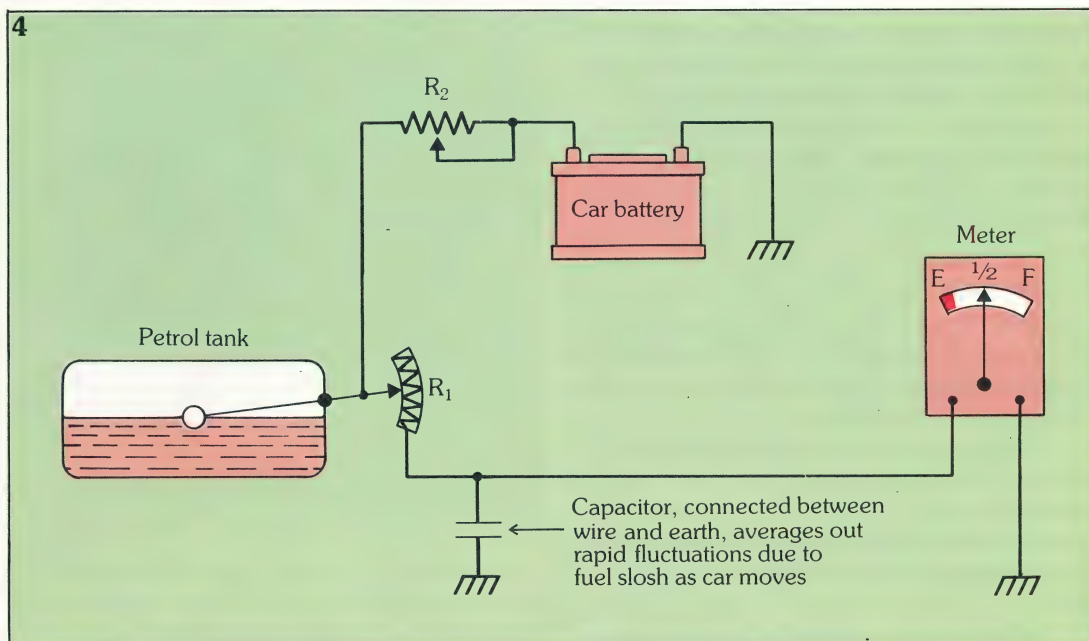 4
R₂
Car battery
Meter
E 1/2 F
Petrol tank
R₁
Capacitor, connected between
wire and earth, averages out
rapid fluctuations due to
fuel slosh as car moves